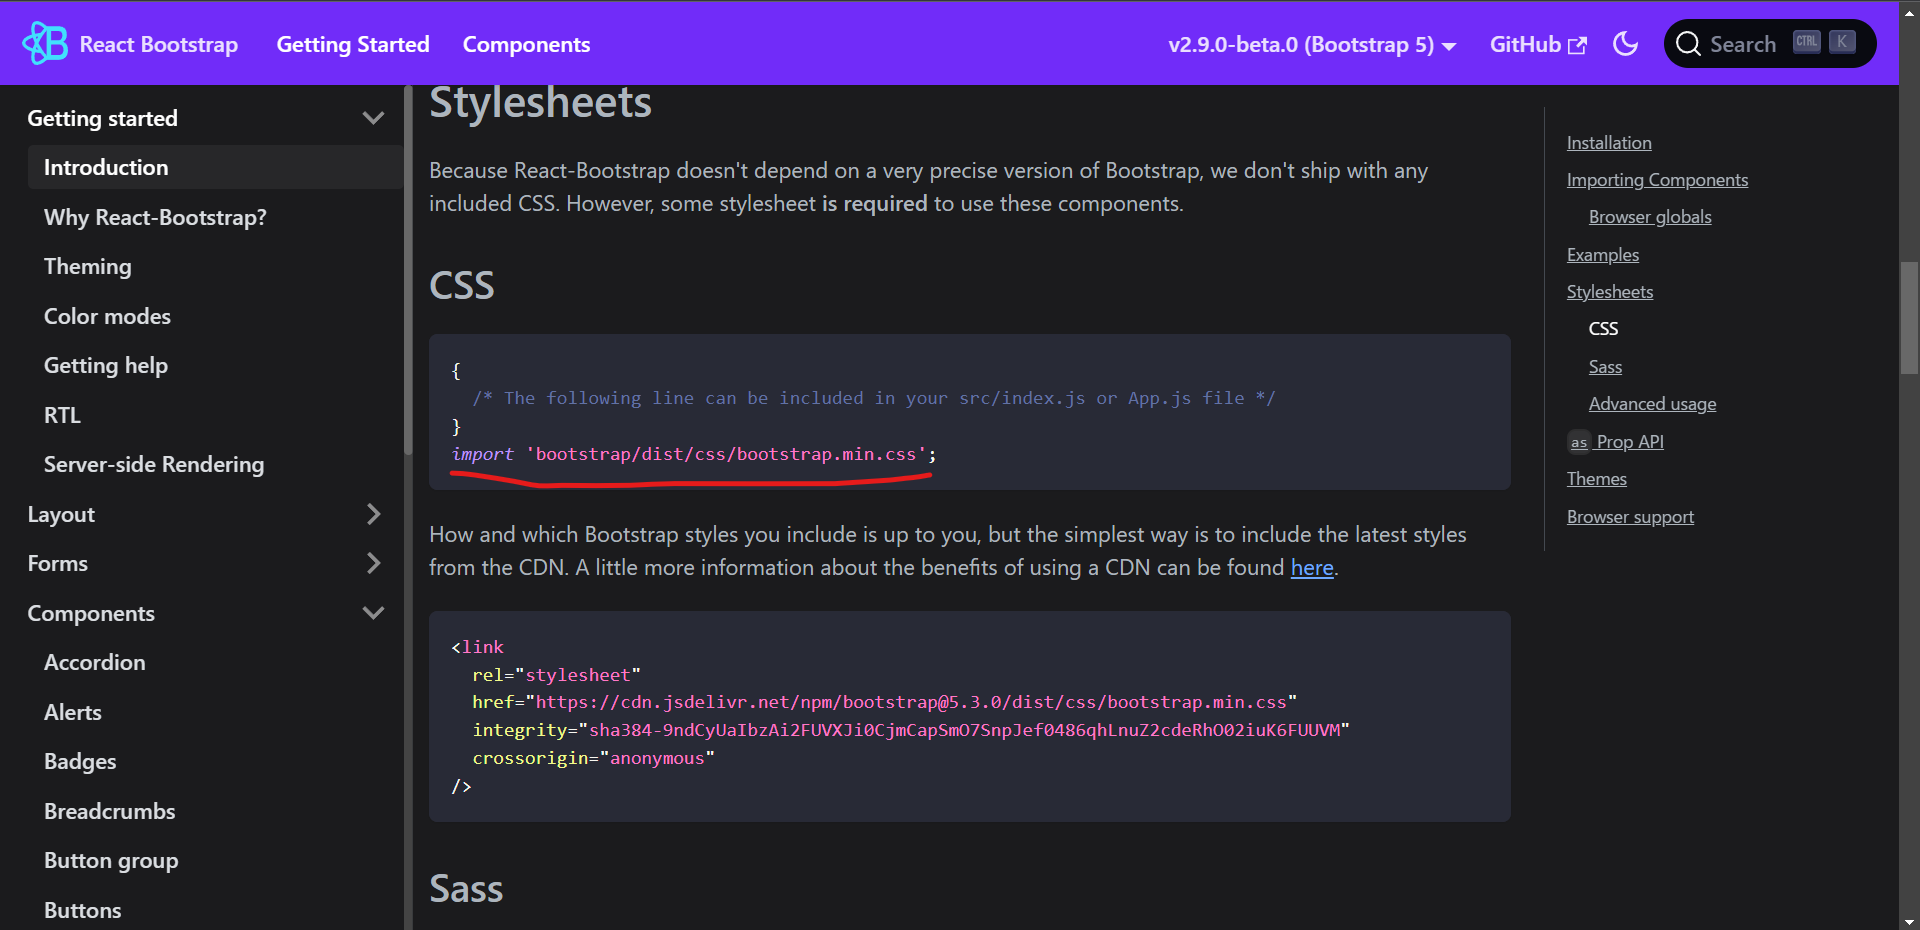 React Bootstrap
Getting Started
Components
v2.9.0-beta.0 (Bootstrap 5)
GitHub
Search
CTRL
K
Getting started
Introduction
Why React-Bootstrap?
Theming
Color modes
Getting help
RTL
Server-side Rendering
Layout
Forms
Components
Accordion
Alerts
Badges
Breadcrumbs
Button group
Buttons
Stylesheets
Because React-Bootstrap doesn't depend on a very precise version of Bootstrap, we don't ship with any
included CSS. However, some stylesheet is required to use these components.
CSS
{
/* The following line can be included in your src/index.js or App.js file */
}
import 'bootstrap/dist/css/bootstrap.min.css';
How and which Bootstrap styles you include is up to you, but the simplest way is to include the latest styles
from the CDN. A little more information about the benefits of using a CDN can be found here.
<link
rel="stylesheet"
href="https://cdn.jsdelivr.net/npm/bootstrap@5.3.0/dist/css/bootstrap.min.css"
integrity="sha384-9ndCyUaIbzAi2FUVXJi0CjmCapSmO7SnpJef0486qhLnuZ2cdeRhO02iuK6FUUVM"
crossorigin="anonymous"
/>
Sass
Installation
Importing Components
Browser globals
Examples
Stylesheets
CSS
Sass
Advanced usage
as Prop API
Themes
Browser support